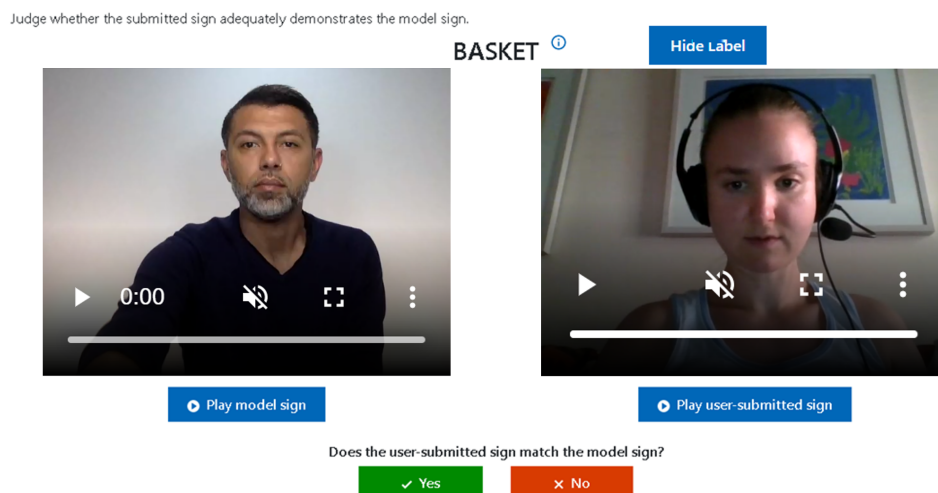 Judge whether the submitted sign adequately demonstrates the model sign.
BASKET
Hide Label
0:00
Play model sign
Play user-submitted sign
Does the user-submitted sign match the model sign?
Yes
No